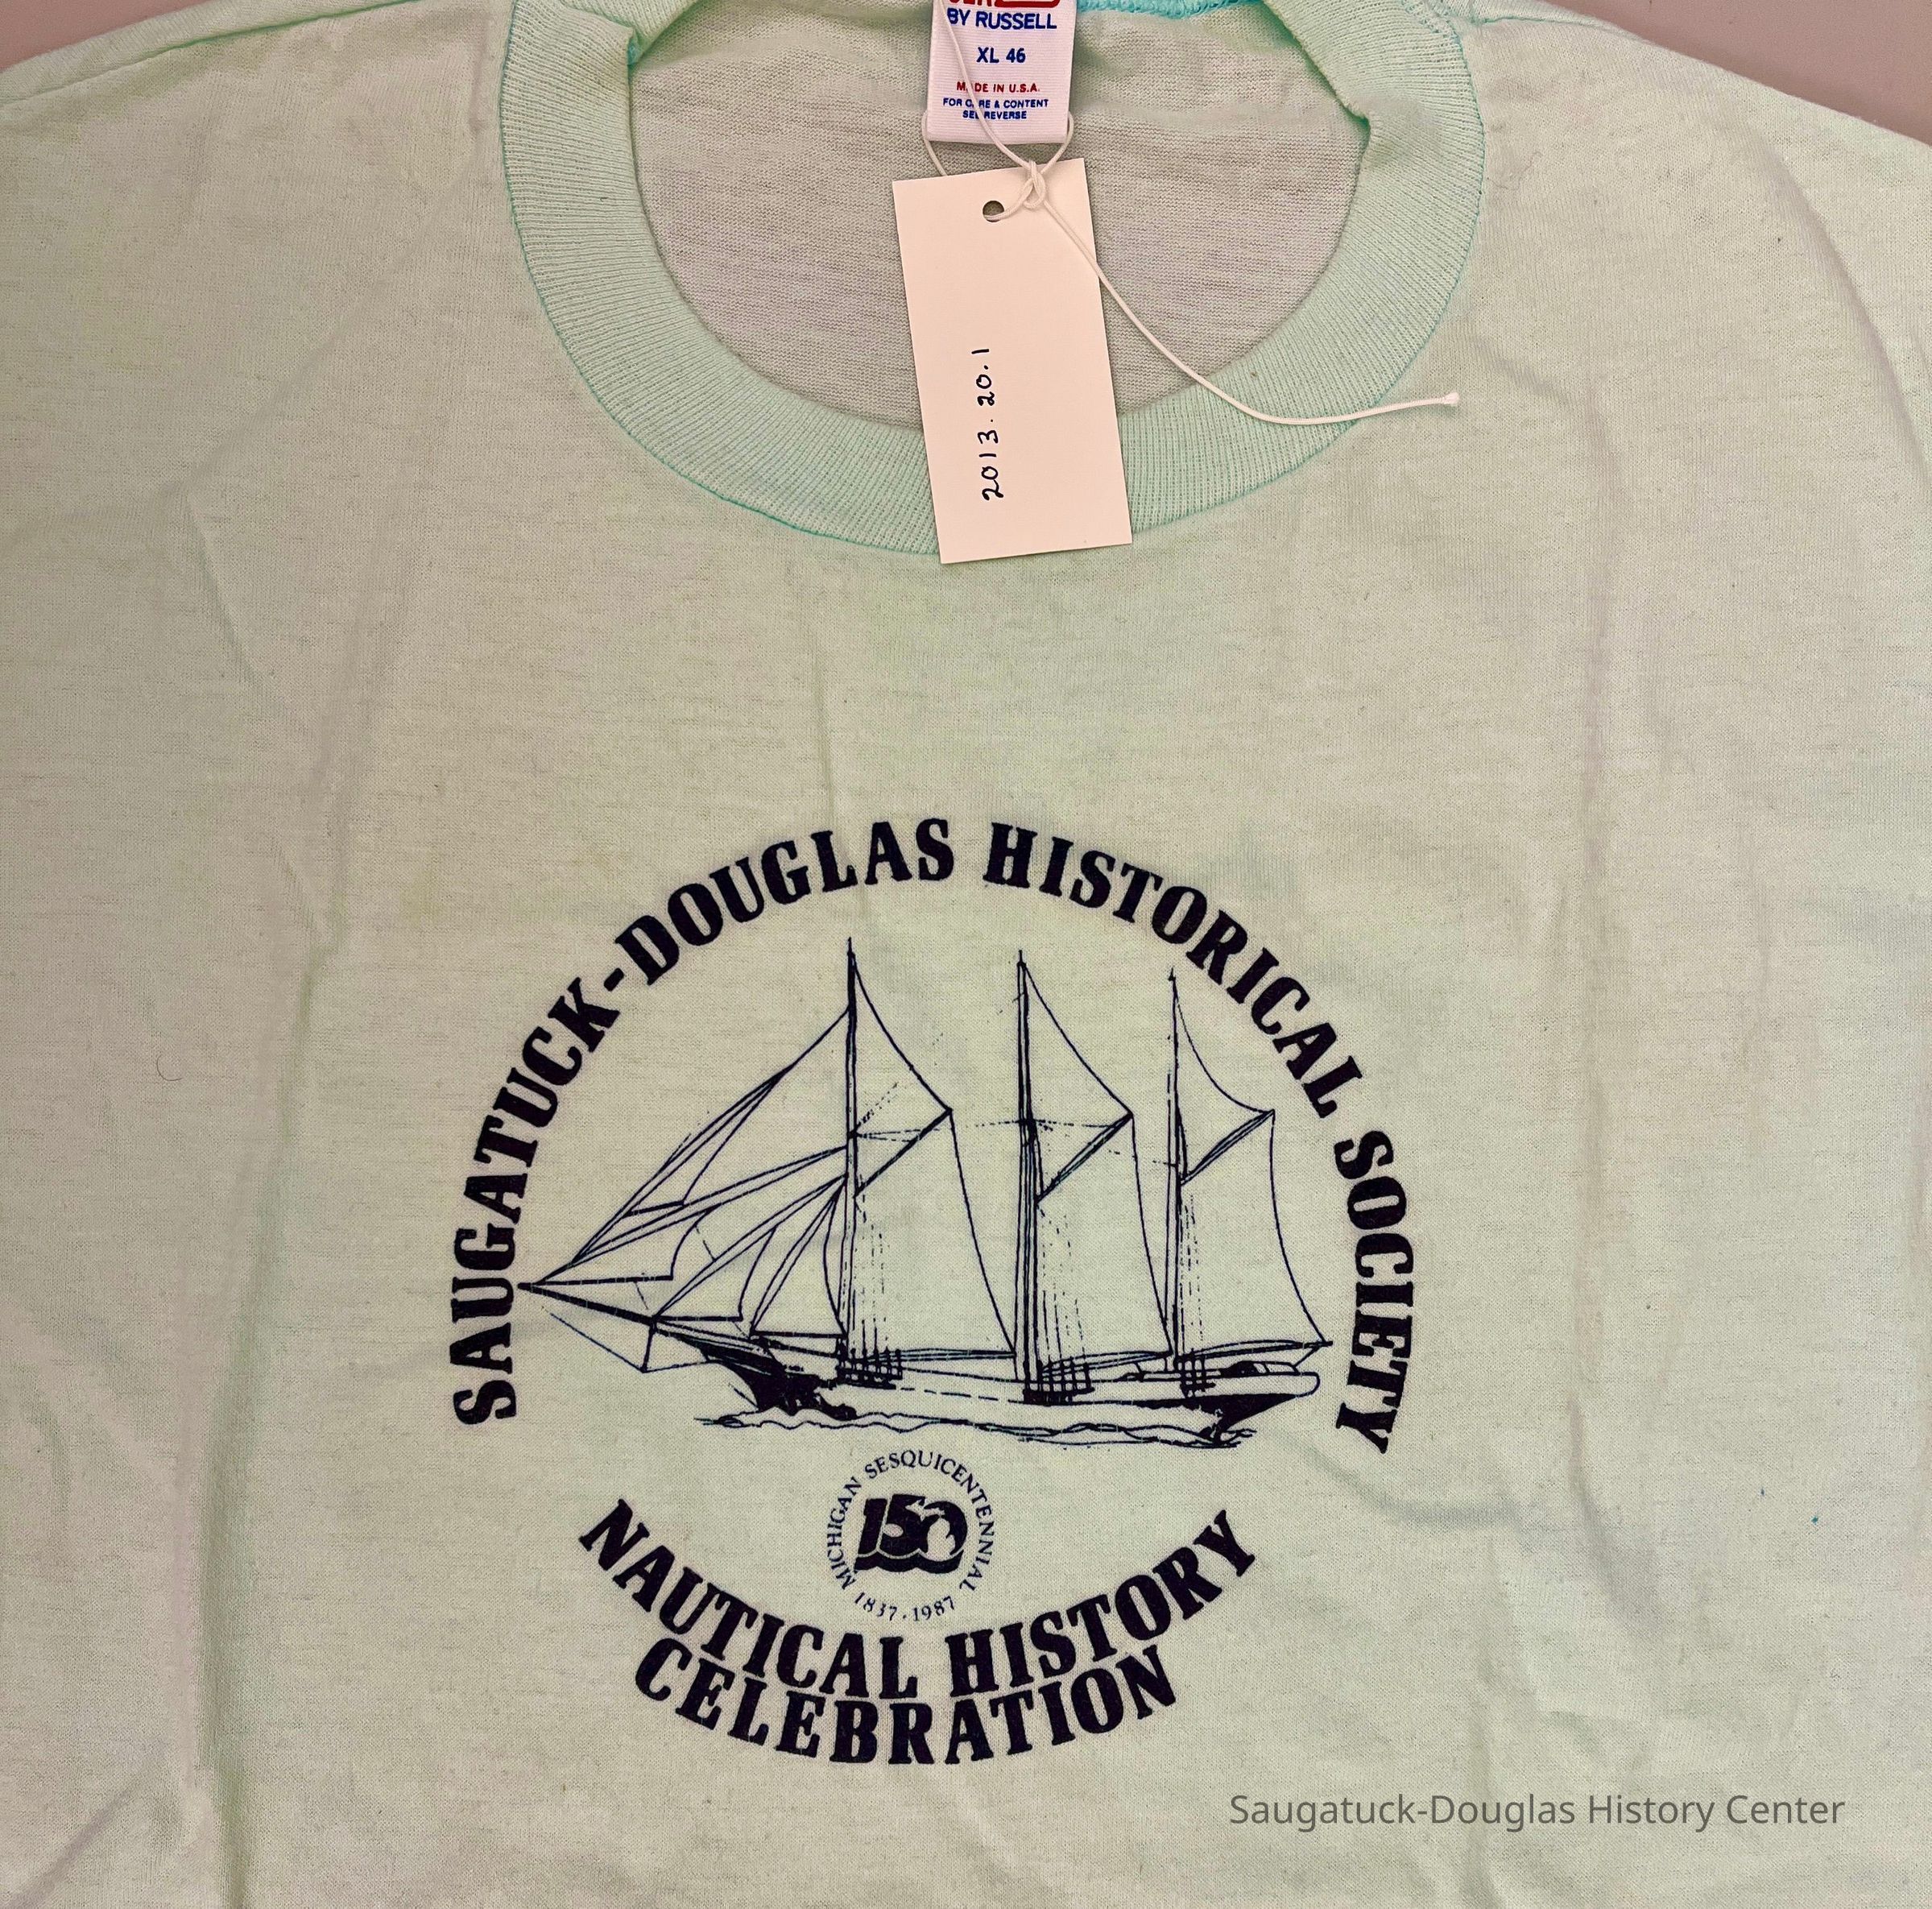 BY RUSSELL
XL 46
MADE IN U.S.A.
FOR CARE & CONTENT
SEE REVERSE
2013.20.1
SAUGATUCK-DOUGLAS HISTORICAL SOCIETY
MICHIGAN SESQUICENTENNIAL
150
1837·1987
NAUTICAL HISTORY
CELEBRATION
Saugatuck-Douglas History Center